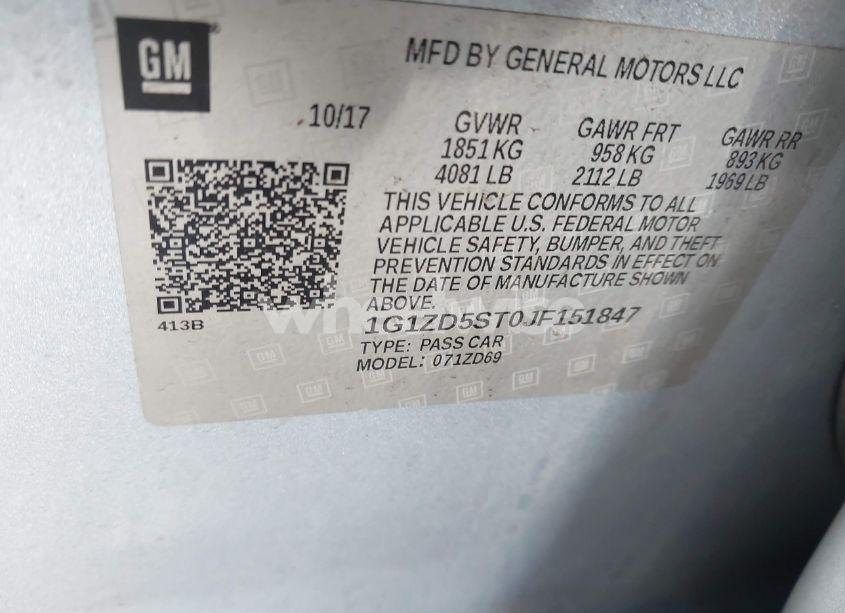 GM
MFD BY GENERAL MOTORS LLC
10/17
GVWR GAWR FRT GAWR RR
1851 KG 958 KG 893 KG
4081 LB 2112 LB 1969 LB
THIS VEHICLE CONFORMS TO ALL
APPLICABLE U.S. FEDERAL MOTOR
VEHICLE SAFETY, BUMPER, AND THEFT
PREVENTION STANDARDS IN EFFECT ON
THE DATE OF MANUFACTURE SHOWN
ABOVE.
413B
1G1ZD5ST0JF151847
TYPE: PASS CAR
MODEL: 071ZD69